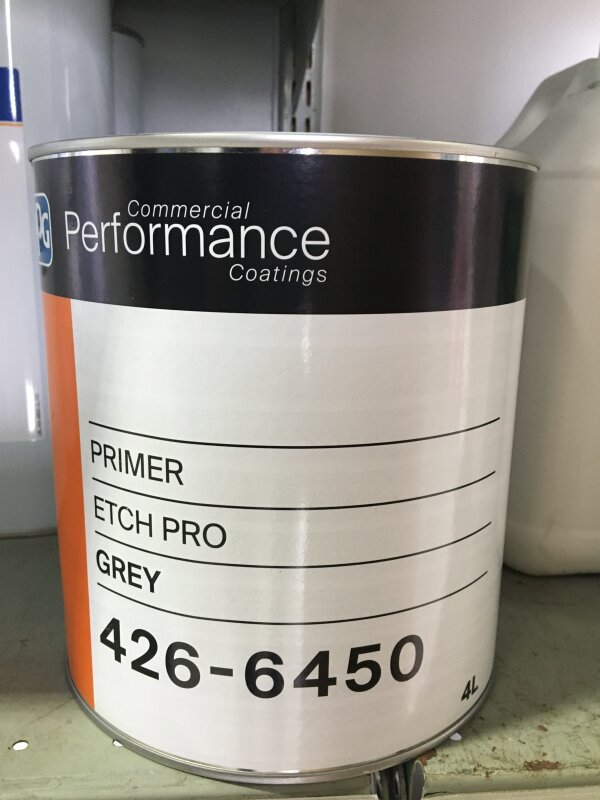 Commercial
Performance
Coatings
PRIMER
ETCH PRO
GREY
426-6450
4L